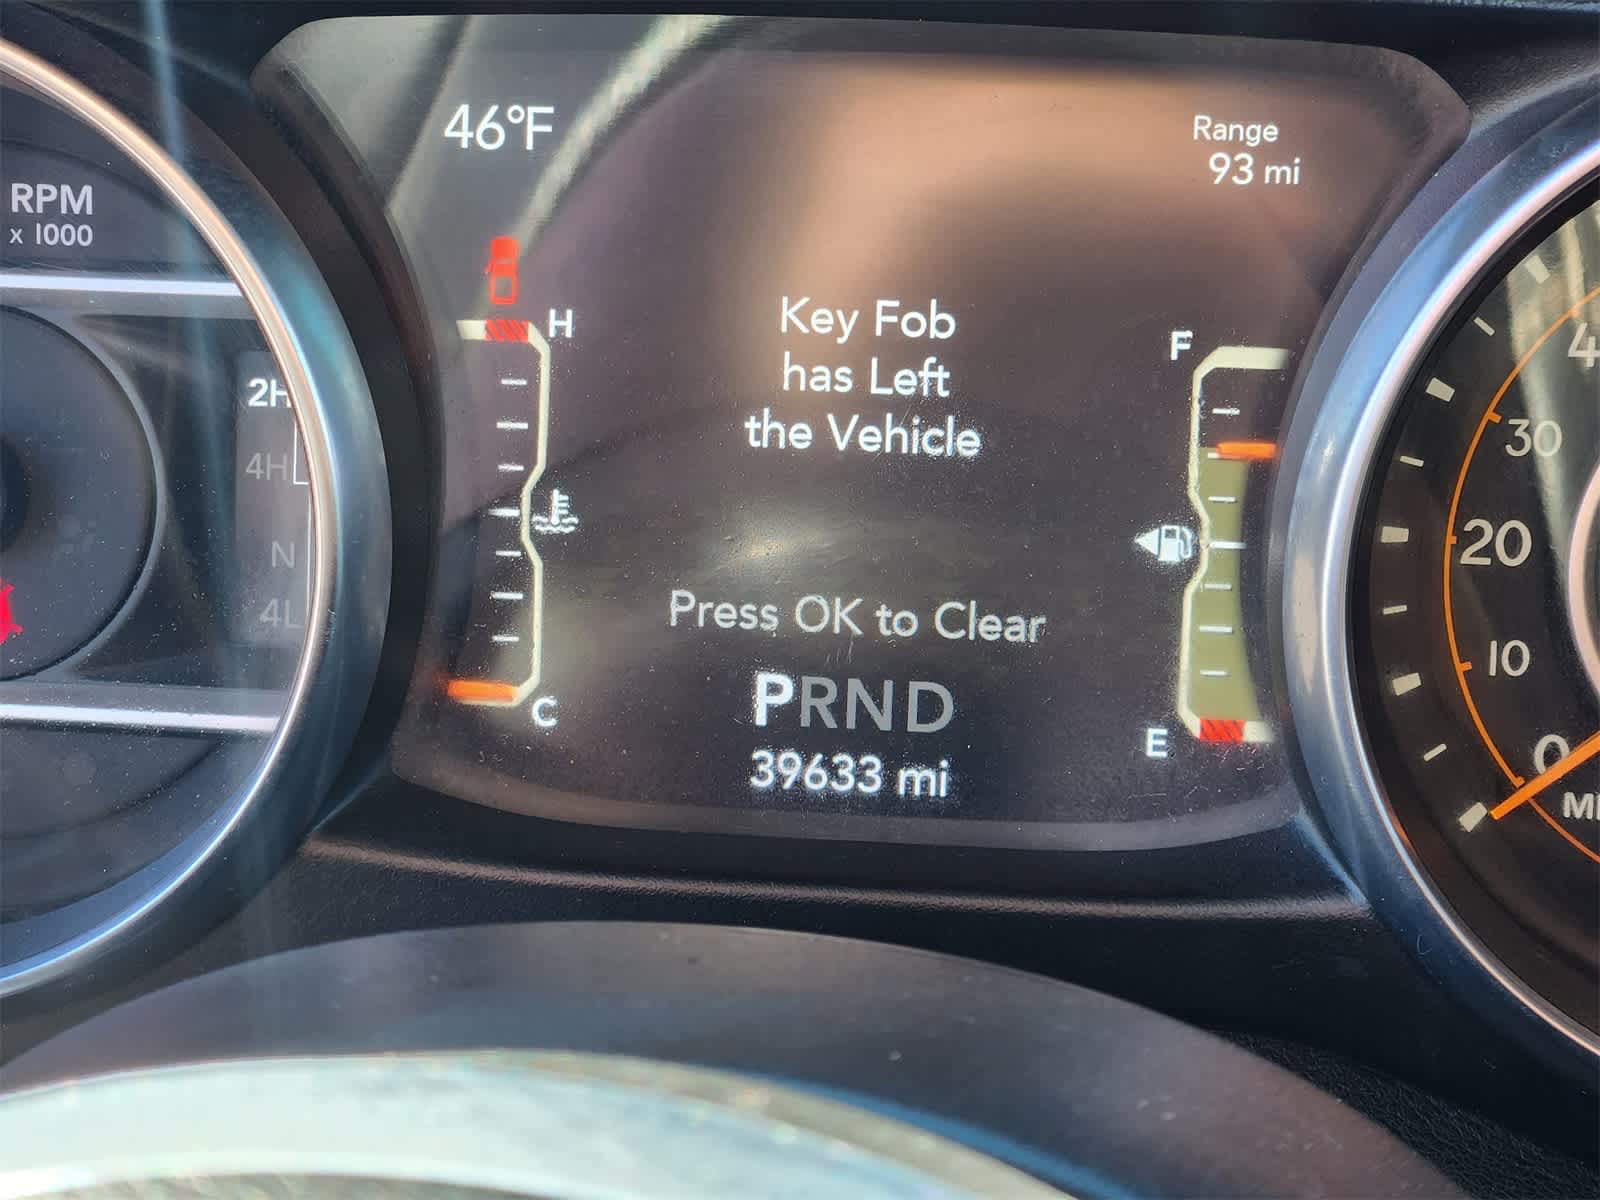 46°F
Range
93 mi
RPM
x 1000
H
Key Fob
has Left
the Vehicle
F
2H
4H
N
4L
Press OK to Clear
PRND
39633 mi
C
E
30
20
10
0